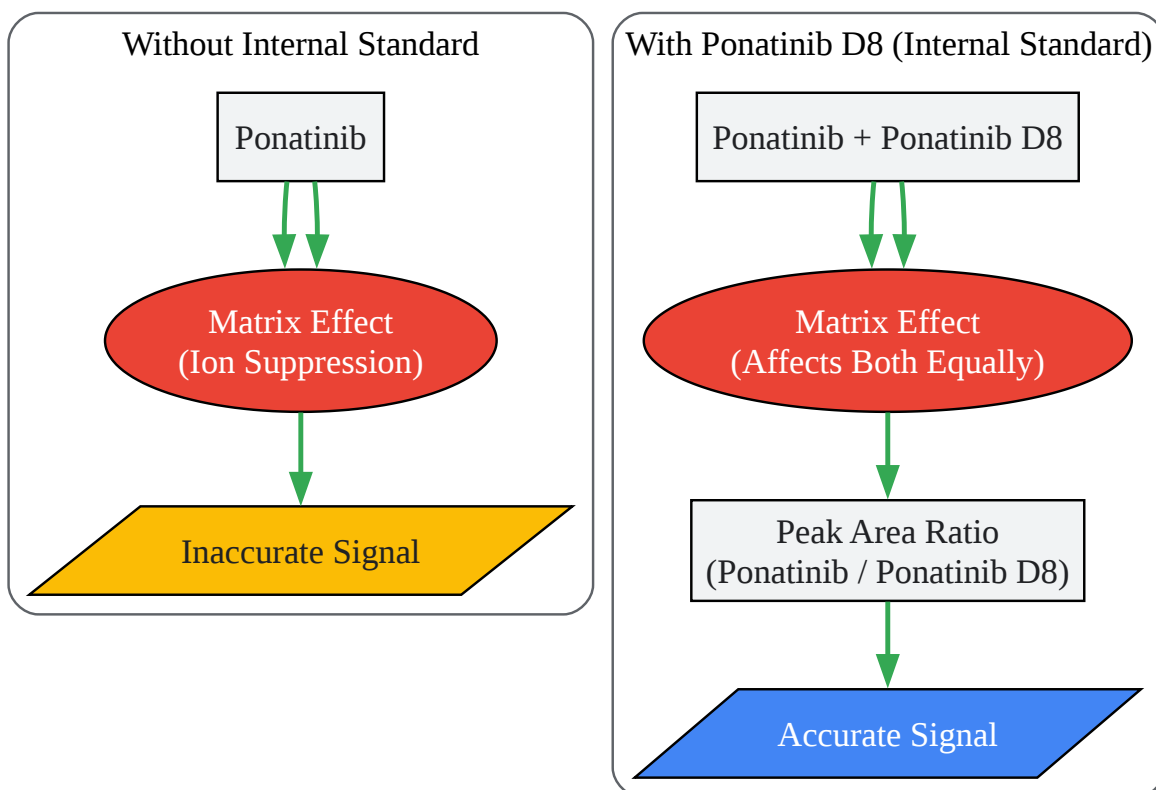 Without Internal Standard
Ponatinib
Matrix Effect
(Ion Suppression)
Inaccurate Signal
With Ponatinib D8 (Internal Standard)
Ponatinib + Ponatinib D8
Matrix Effect
(Affects Both Equally)
Peak Area Ratio
(Ponatinib / Ponatinib D8)
Accurate Signal